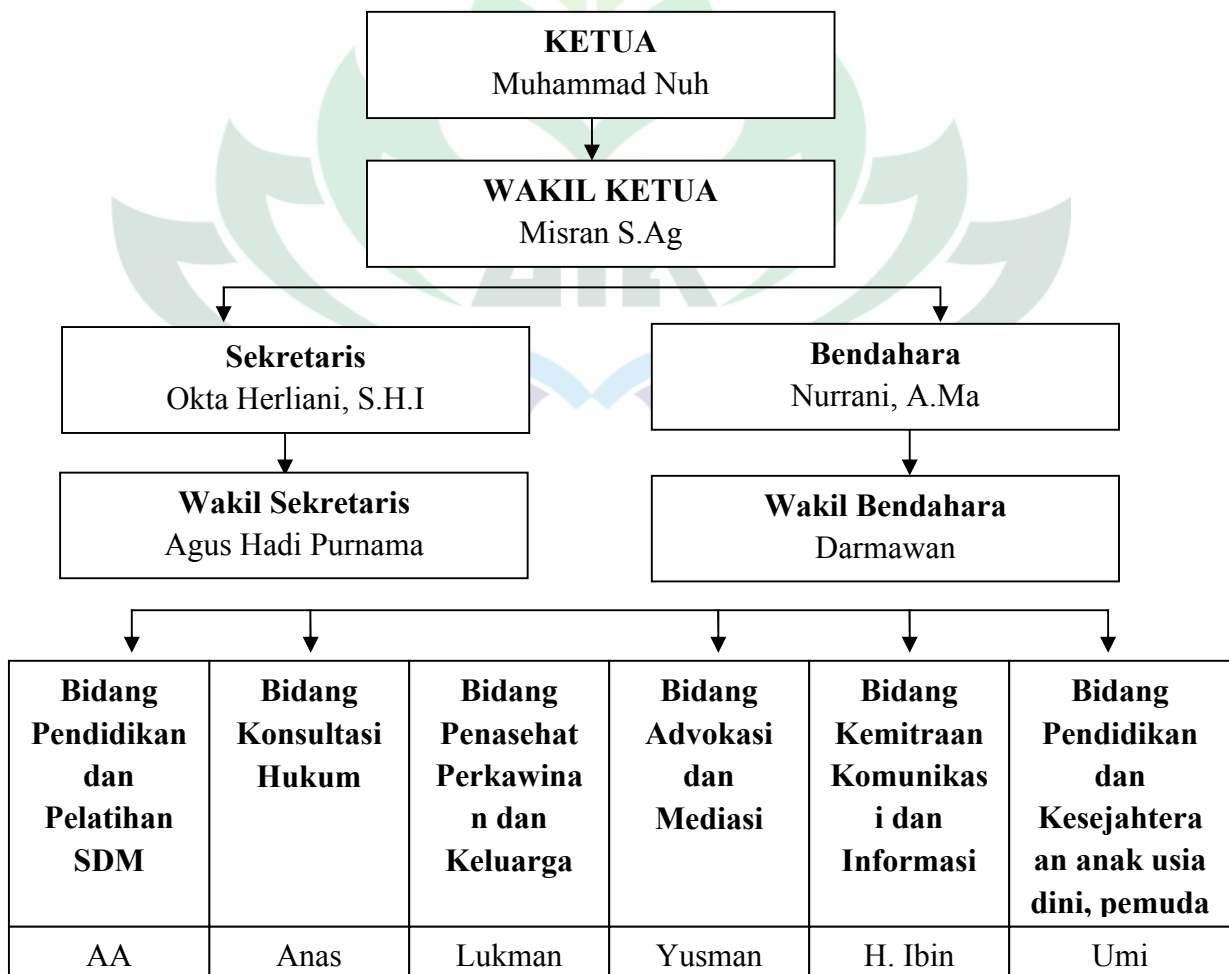 KETUA
Muhammad Nuh
WAKIL KETUA
Misran S.Ag
Sekretaris
Okta Herliani, S.H.I
Bendahara
Nurrani, A.Ma
Wakil Sekretaris
Agus Hadi Purnama
Wakil Bendahara
Darmawan
Bidang
Pendidikan
dan
Pelatihan
SDM
Bidang
Konsultasi
Hukum
Bidang
Penasehat
Perkawina
n dan
Keluarga
Bidang
Advokasi
dan
Mediasi
Bidang
Kemitraan
Komunikas
i dan
Informasi
Bidang
Pendidikan
dan
Kesejahtera
an anak usia
dini, pemuda
AA
Anas
Lukman
Yusman
H. Ibin
Umi